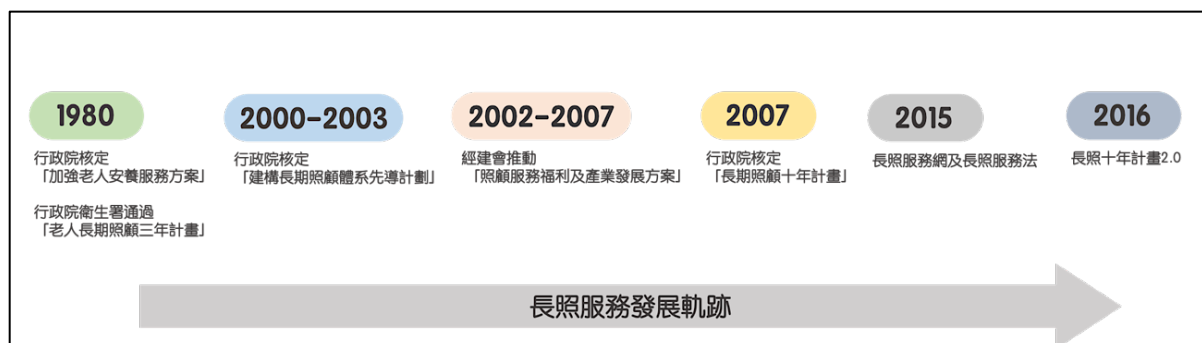 1980
行政院核定
「加強老人安養服務方案」
行政院衛生署通過
「老人長期照顧三年計畫」
2000-2003
行政院核定
「建構長期照顧體系先導計劃」
2002-2007
經建會推動
「照顧服務福利及產業發展方案」
2007
行政院核定
「長期照顧十年計畫」
2015
長照服務網及長照服務法
2016
長照十年計畫2.0
長照服務發展軌跡